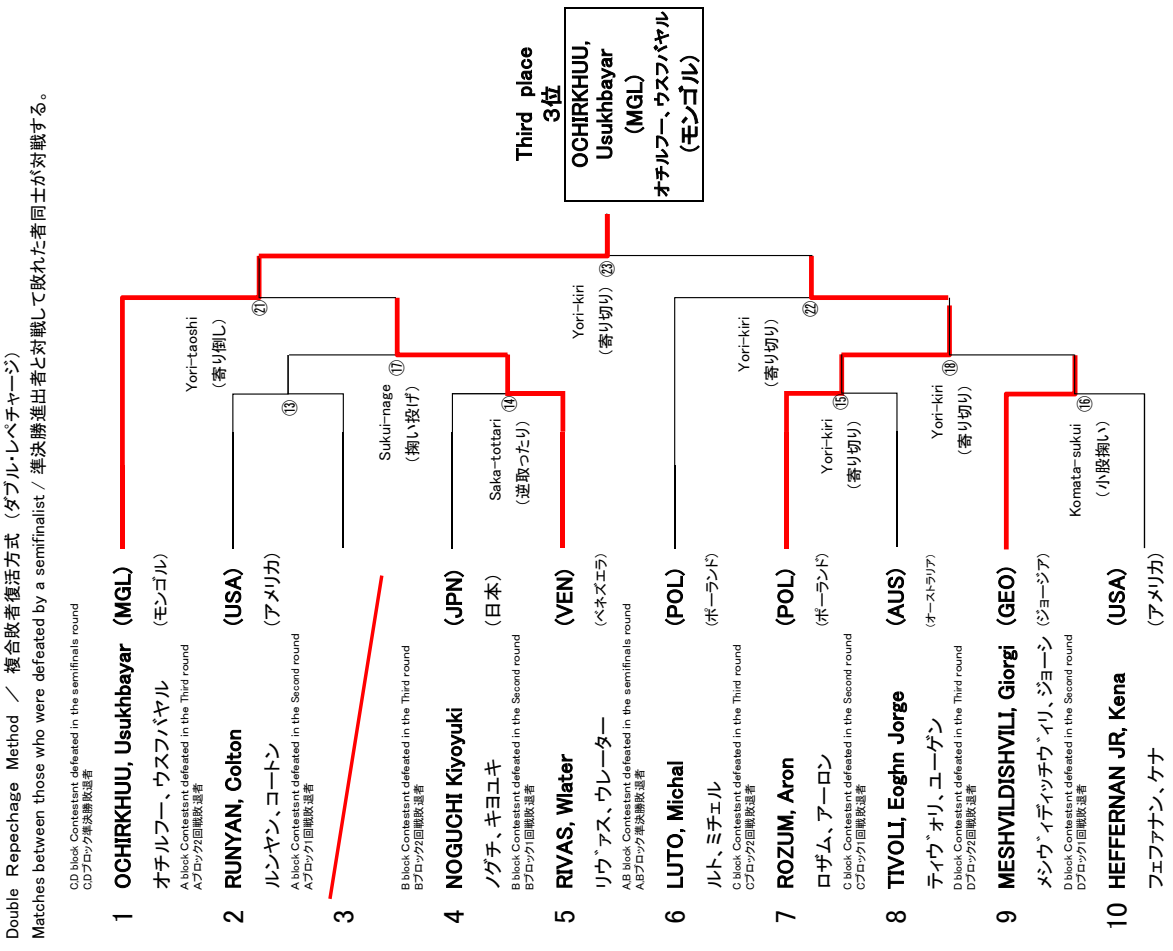 Double Repechage Method ／ 複合敗者復活方式 （ダブル・レペチャージ）
Matches between those who were defeated by a semifinalist / 準決勝進出者と対戦して敗れた者同士が対戦する。
C,D block Contestsnt defeated in the semifinals round
C,Dブロック準決勝敗退者
1 OCHIRKHUU, Usukhbayar (MGL)
オチルフー、ウスフバヤル (モンゴル)
A block Contestsnt defeated in the Third round
Aブロック2回戦敗退者
2 RUNYAN, Colton (USA)
ルンヤン、コートン (アメリカ)
A block Contestsnt defeated in the Second round
Aブロック1回戦敗退者
3
B block Contestsnt defeated in the Third round
Bブロック2回戦敗退者
4 NOGUCHI Kiyoyuki (JPN)
ノグチ、キヨユキ (日本)
B block Contestsnt defeated in the Second round
Bブロック1回戦敗退者
5 RIVAS, Wlater (VEN)
リヴァス、ウレーター (ベネズエラ)
A,B block Contestsnt defeated in the semifinals round
A,Bブロック準決勝敗退者
6 LUTO, Michal (POL)
ルト、ミチェル (ポーランド)
C block Contestsnt defeated in the Third round
Cブロック2回戦敗退者
7 ROZUM, Aron (POL)
ロザム、アーロン (ポーランド)
C block Contestsnt defeated in the Second round
Cブロック1回戦敗退者
8 TIVOLI, Eoghn Jorge (AUS)
ティヴォリ、ユーゲン (オーストラリア)
D block Contestsnt defeated in the Third round
Dブロック2回戦敗退者
9 MESHVILDISHVILI, Giorgi (GEO)
メシヴィディッチヴィリ、ジョーシ (ジョージア)
D block Contestsnt defeated in the Second round
Dブロック1回戦敗退者
10 HEFFERNAN JR, Kena (USA)
フェファナン、ケナ (アメリカ)
⑬
Saka-tottari
（逆取ったり）
⑭
Yori-kiri
（寄り切り）
⑮
Komata-sukui
（小股掬い）
⑯
Sukui-nage
（掬い投げ）
⑰
Yori-kiri
（寄り切り）
⑱
Yori-taoshi
（寄り倒し）
㉑
Yori-kiri
（寄り切り）
㉒
Yori-kiri
（寄り切り）
㉓
Third place
3位
OCHIRKHUU,
Usukhbayar
(MGL)
オチルフー、ウスフバヤル
(モンゴル)